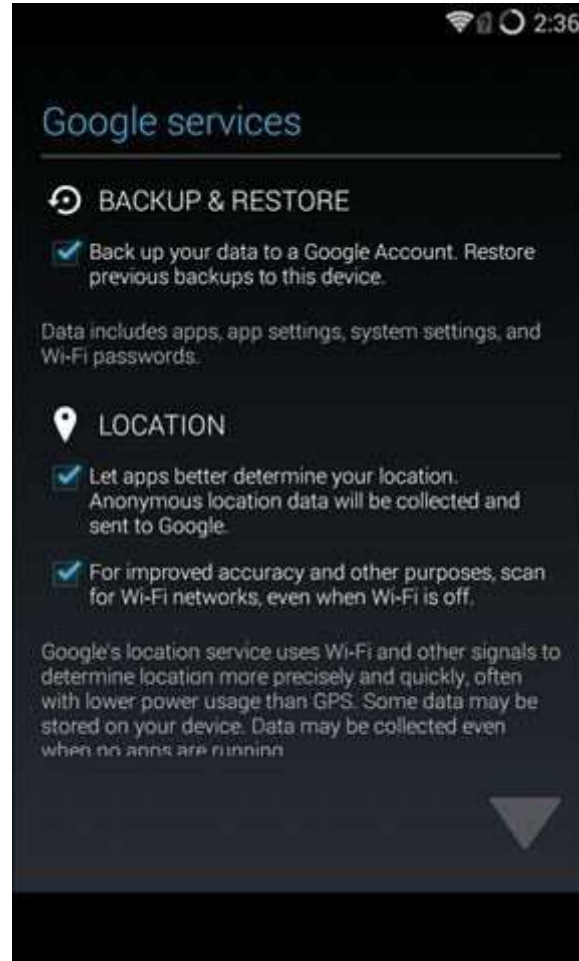 2:36
Google services
BACKUP & RESTORE
Back up your data to a Google Account. Restore
previous backups to this device.
Data includes apps, app settings, system settings, and
Wi-Fi passwords.
LOCATION
Let apps better determine your location.
Anonymous location data will be collected and
sent to Google.
For improved accuracy and other purposes, scan
for Wi-Fi networks, even when Wi-Fi is off.
Google's location service uses Wi-Fi and other signals to
determine location more precisely and quickly, often
with lower power usage than GPS. Some data may be
stored on your device. Data may be collected even
when no apps are running